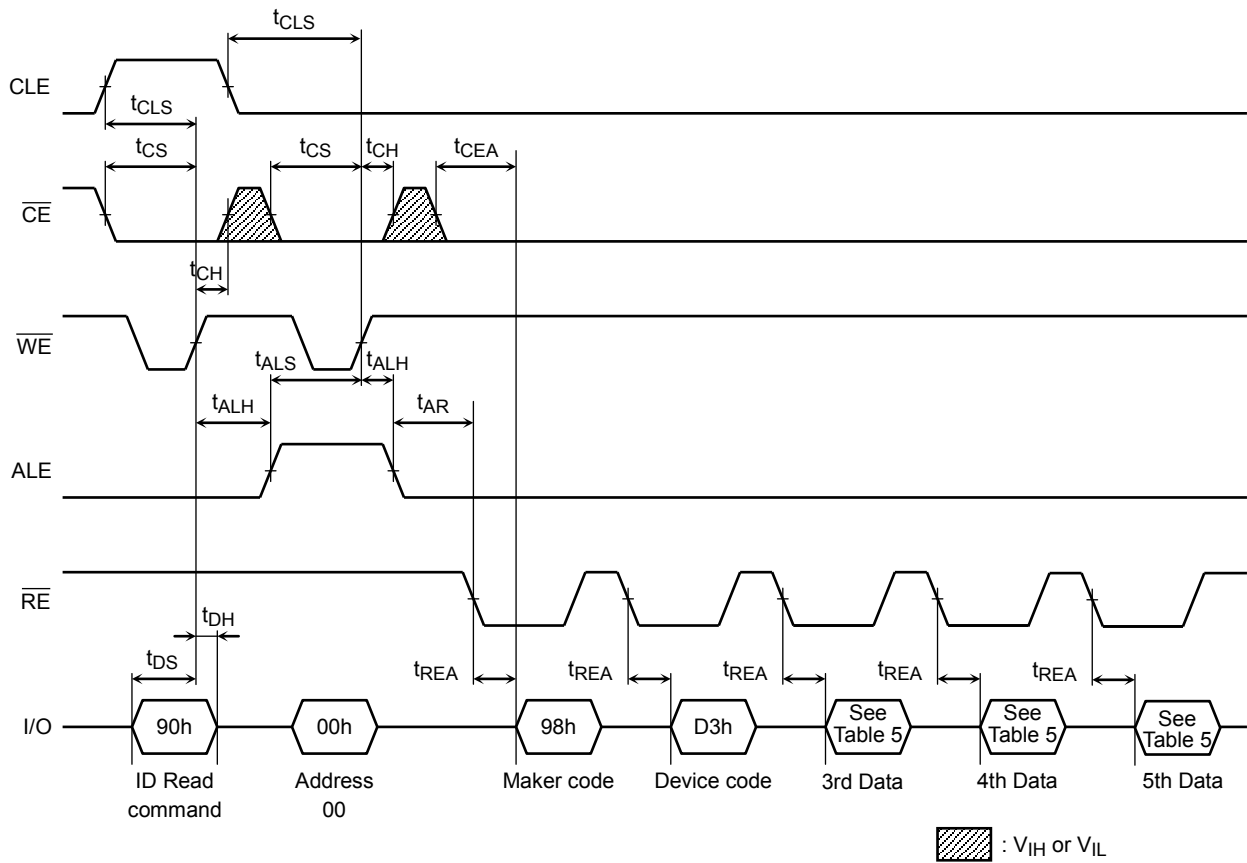 tCLS
CLE
tCLS
tCS tCS tCH tCEA
CE
tCH
WE
tALS tALH
tALH tAR
ALE
RE
tDH
tDS tREA tREA tREA tREA tREA
I/O 90h 00h 98h D3h See Table 5 See Table 5 See Table 5
ID Read command Address 00 Maker code Device code 3rd Data 4th Data 5th Data
: VIH or VIL